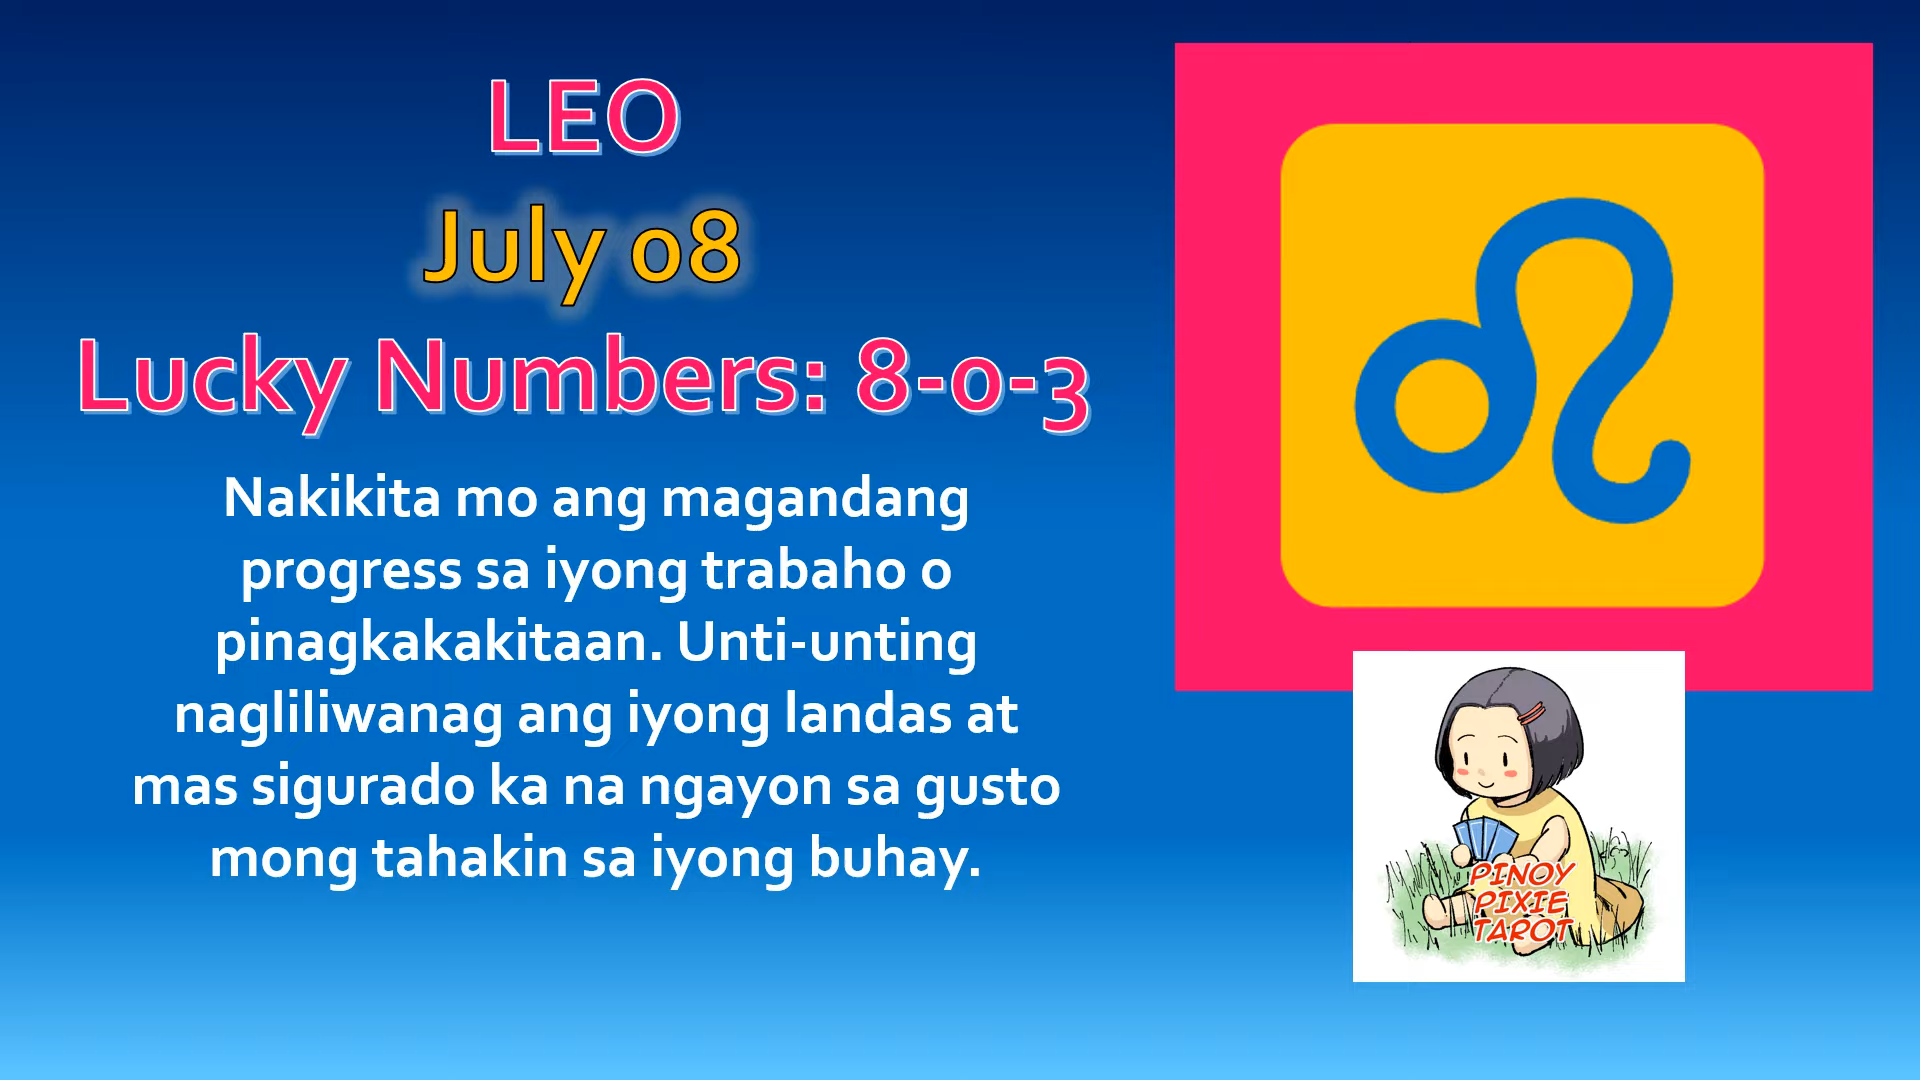 LEO
July 08
Lucky Numbers: 8-0-3
Nakikita mo ang magandang
progress sa iyong trabaho o
pinagkakakitaan. Unti-unting
nagliliwanag ang iyong landas at
mas sigurado ka na ngayon sa gusto
mong tahakin sa iyong buhay.
PINOY
PIXIE
TAROT